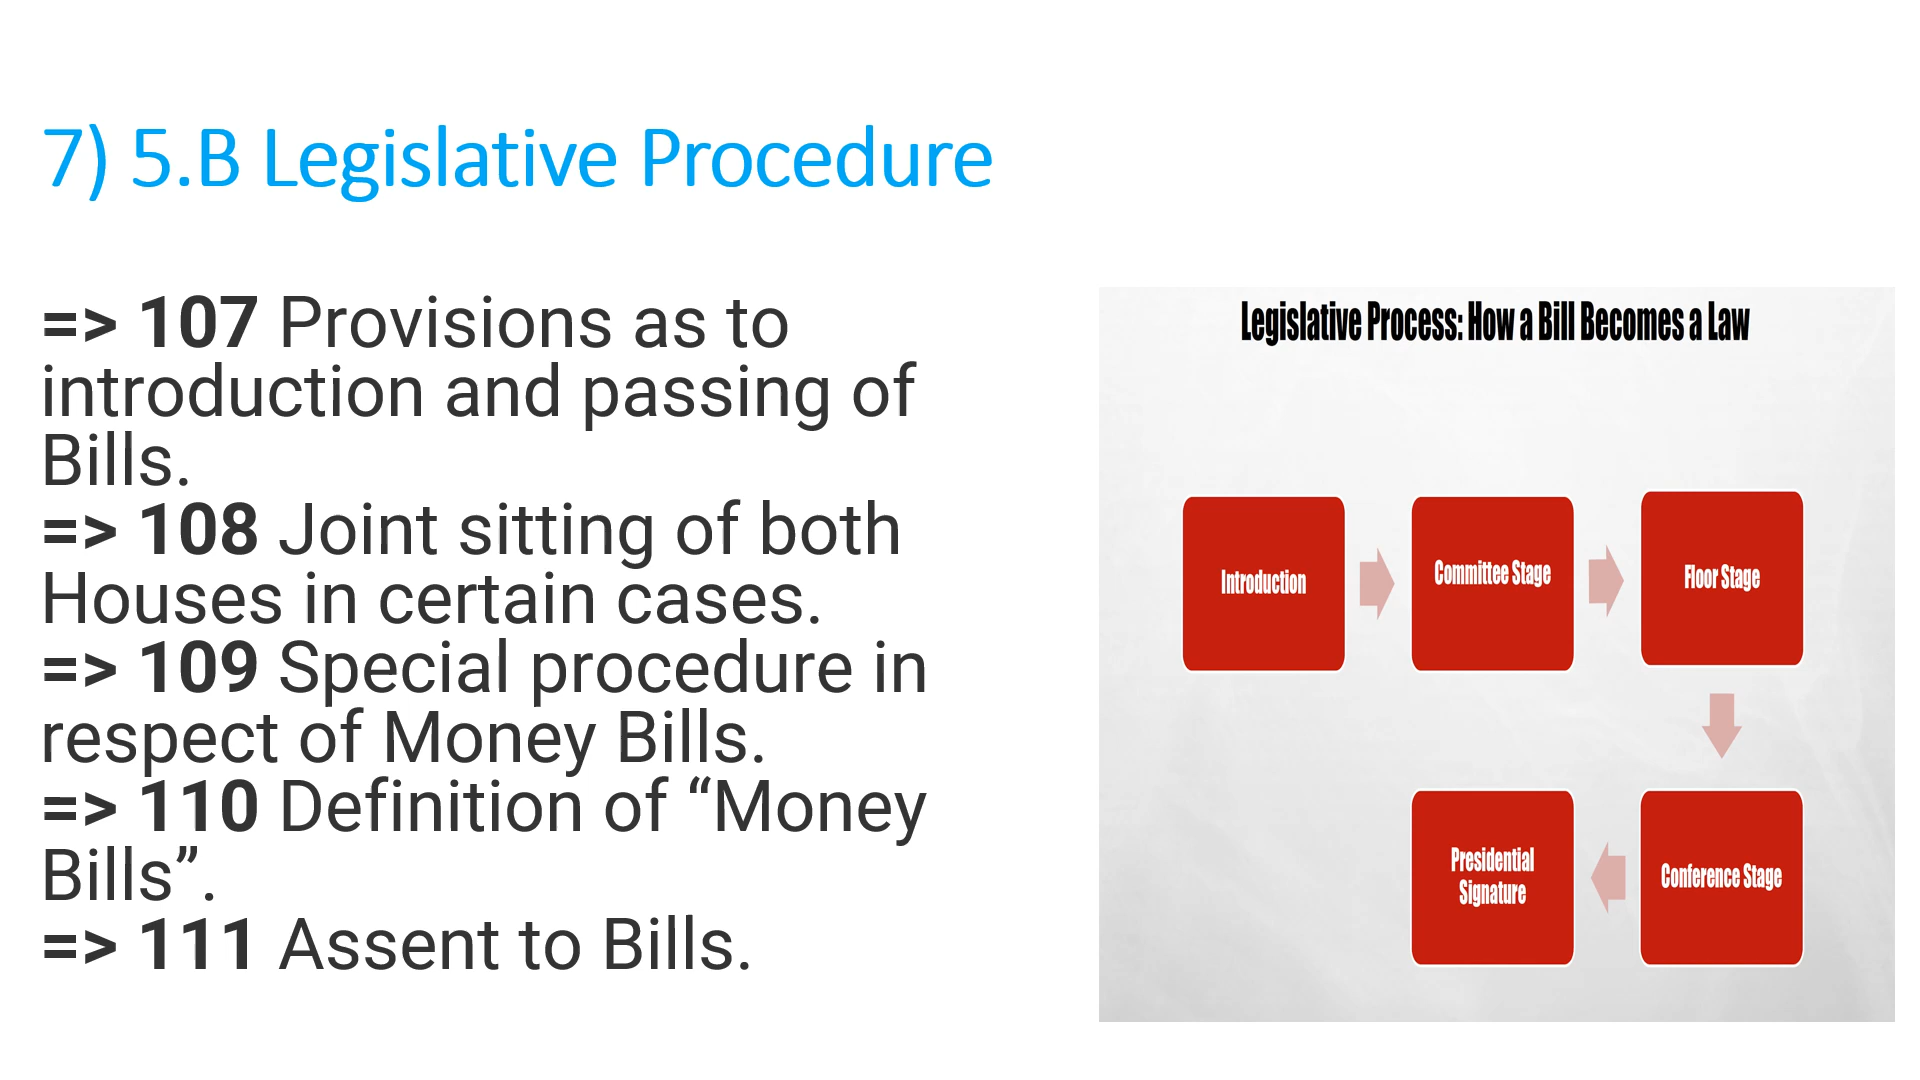 7) 5.B Legislative Procedure
=> 107 Provisions as to
introduction and passing of
Bills.
=> 108 Joint sitting of both
Houses in certain cases.
=> 109 Special procedure in
respect of Money Bills.
=> 110 Definition of “Money
Bills”.
=> 111 Assent to Bills.
Legislative Process: How a Bill Becomes a Law
Introduction
Committee Stage
Floor Stage
Conference Stage
Presidential
Signature